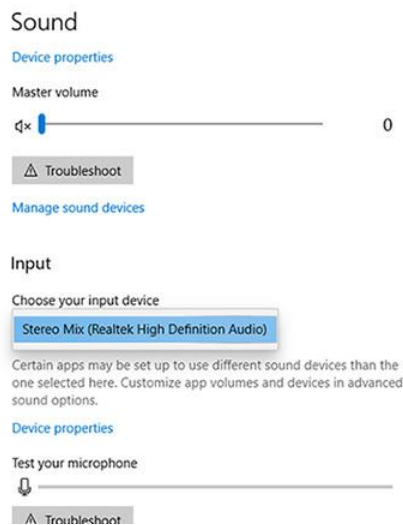 Sound
Device properties
Master volume
0
Troubleshoot
Manage sound devices
Input
Choose your input device
Stereo Mix (Realtek High Definition Audio)
Certain apps may be set up to use different sound devices than the
one selected here. Customize app volumes and devices in advanced
sound options.
Device properties
Test your microphone
Troubleshoot